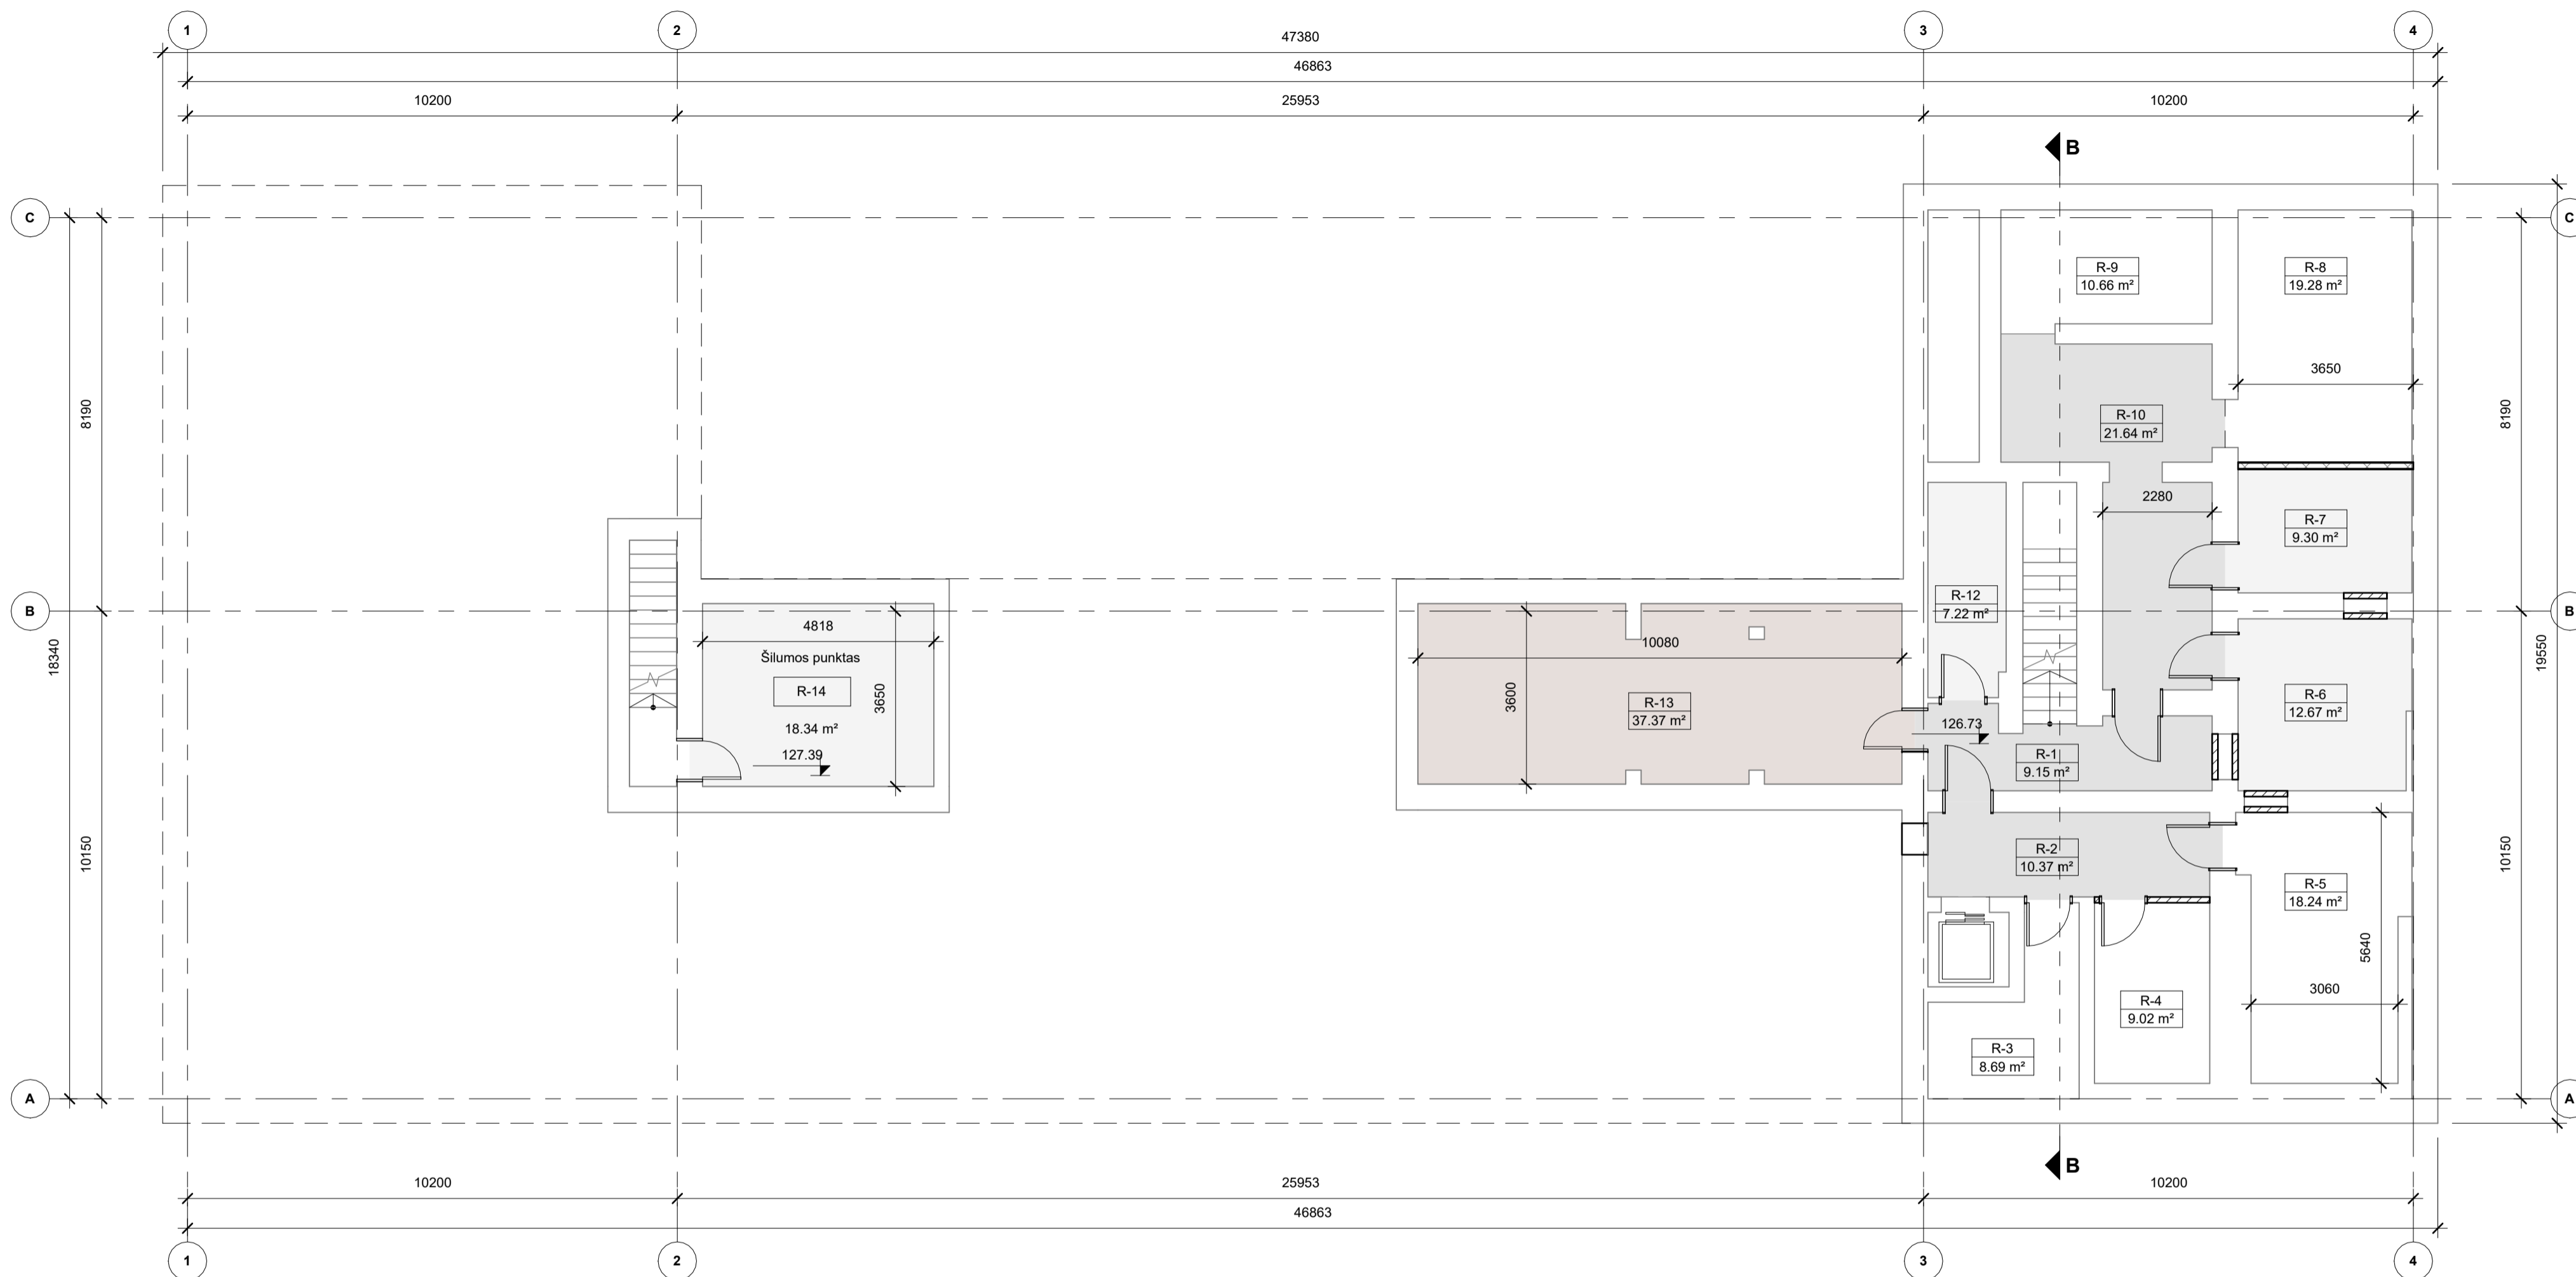 1
2
3
4
47380
46863
10200
25953
10200
B
C
C
R-9
10.66 m²
R-8
19.28 m²
3650
8190
8190
R-10
21.64 m²
2280
R-7
9.30 m²
B
B
R-12
7.22 m²
4818
Šilumos punktas
R-14
18.34 m²
127.39
3650
10080
3600
R-13
37.37 m²
126.73
R-6
12.67 m²
R-1
9.15 m²
18340
19550
10150
10150
R-2
10.37 m²
R-5
18.24 m²
5640
3060
R-4
9.02 m²
R-3
8.69 m²
A
A
B
10200
25953
10200
46863
1
2
3
4